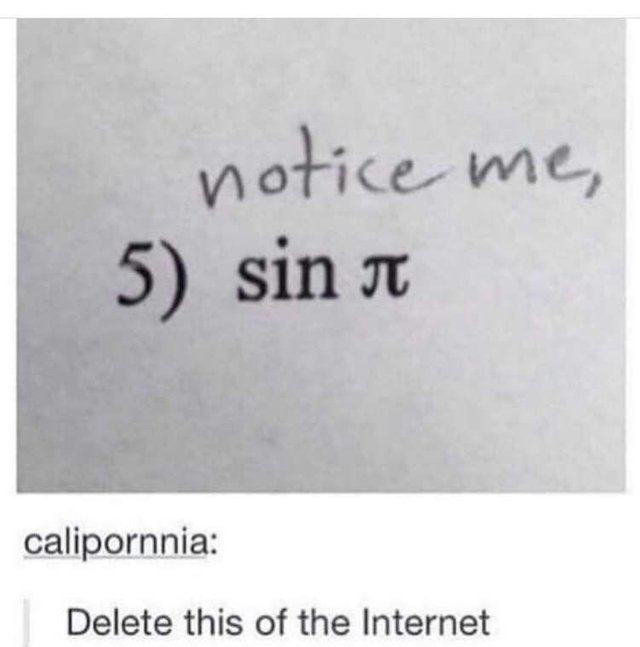 notice me,
5) sin π
calipornnia:
Delete this of the Internet